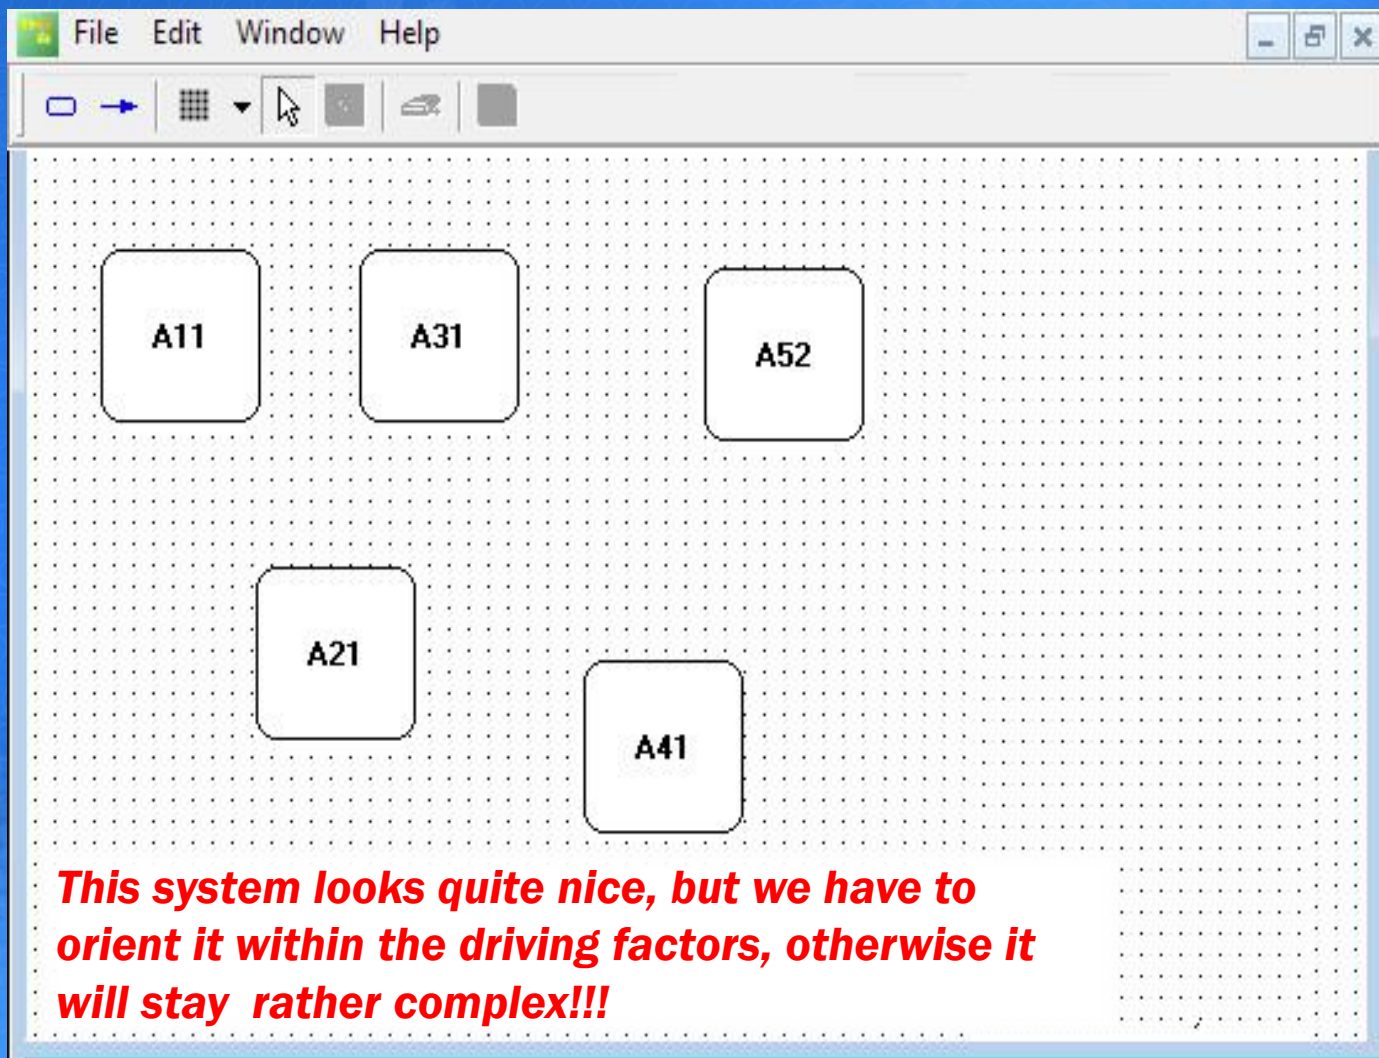 File Edit Window Help
A11 A31
A52
A21
A41
This system looks quite nice, but we have to
orient it within the driving factors, otherwise it
will stay rather complex!!!